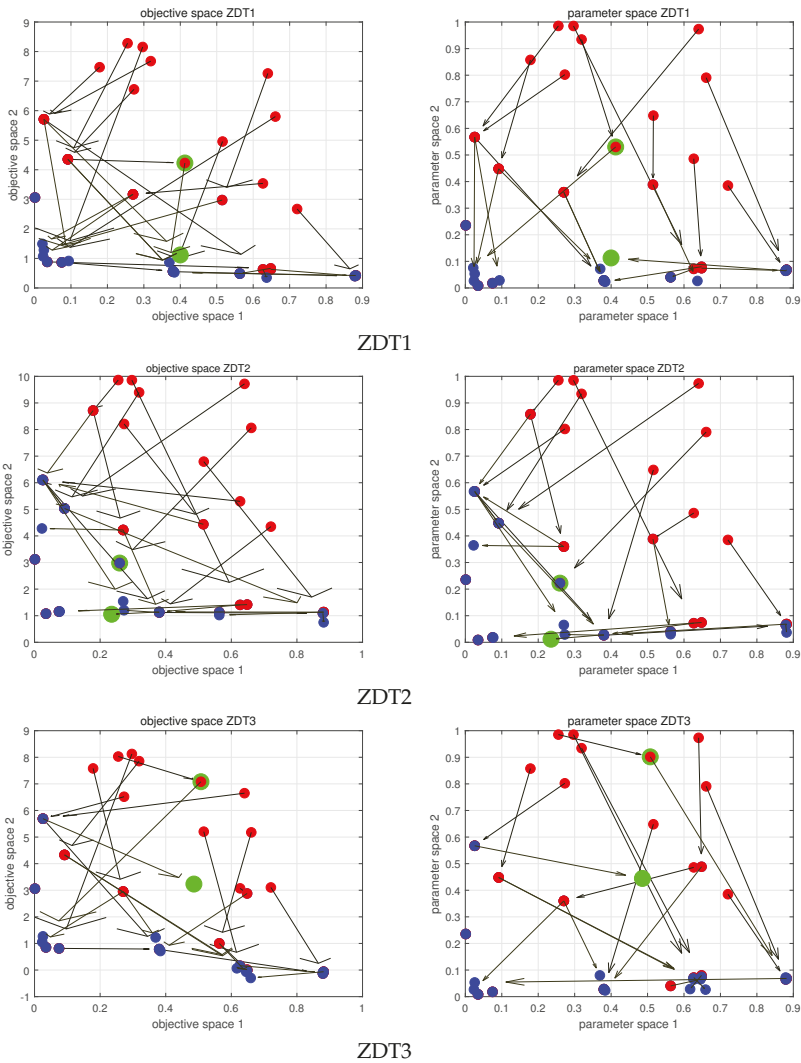 objective space ZDT1
parameter space ZDT1
9
8
7
6
5
4
3
2
1
0
objective space 2
0 0.1 0.2 0.3 0.4 0.5 0.6 0.7 0.8 0.9
objective space 1
1
0.9
0.8
0.7
0.6
0.5
0.4
0.3
0.2
0.1
0
parameter space 2
0 0.1 0.2 0.3 0.4 0.5 0.6 0.7 0.8 0.9
parameter space 1
ZDT1
objective space ZDT2
parameter space ZDT2
10
9
8
7
6
5
4
3
2
1
0
objective space 2
0 0.2 0.4 0.6 0.8 1
objective space 1
1
0.9
0.8
0.7
0.6
0.5
0.4
0.3
0.2
0.1
0
parameter space 2
0 0.1 0.2 0.3 0.4 0.5 0.6 0.7 0.8 0.9
parameter space 1
ZDT2
objective space ZDT3
parameter space ZDT3
9
8
7
6
5
4
3
2
1
0
-1
objective space 2
0 0.2 0.4 0.6 0.8 1
objective space 1
1
0.9
0.8
0.7
0.6
0.5
0.4
0.3
0.2
0.1
0
parameter space 2
0 0.1 0.2 0.3 0.4 0.5 0.6 0.7 0.8 0.9
parameter space 1
ZDT3